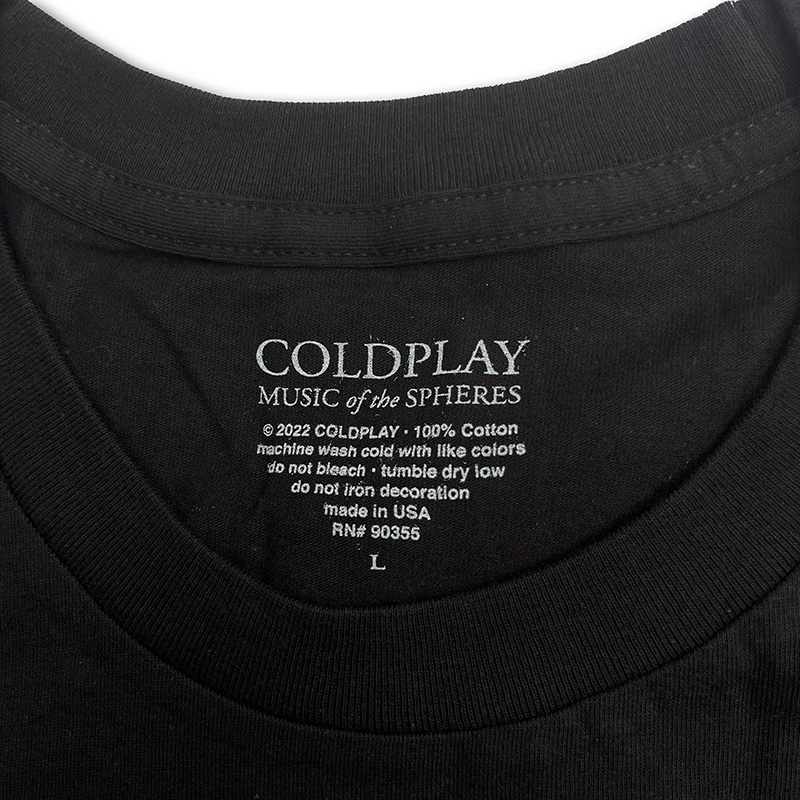 COLDPLAY
MUSIC of the SPHERES
© 2022 COLDPLAY • 100% Cotton
machine wash cold with like colors
do not bleach • tumble dry low
do not iron decoration
made in USA
RN# 90355
L